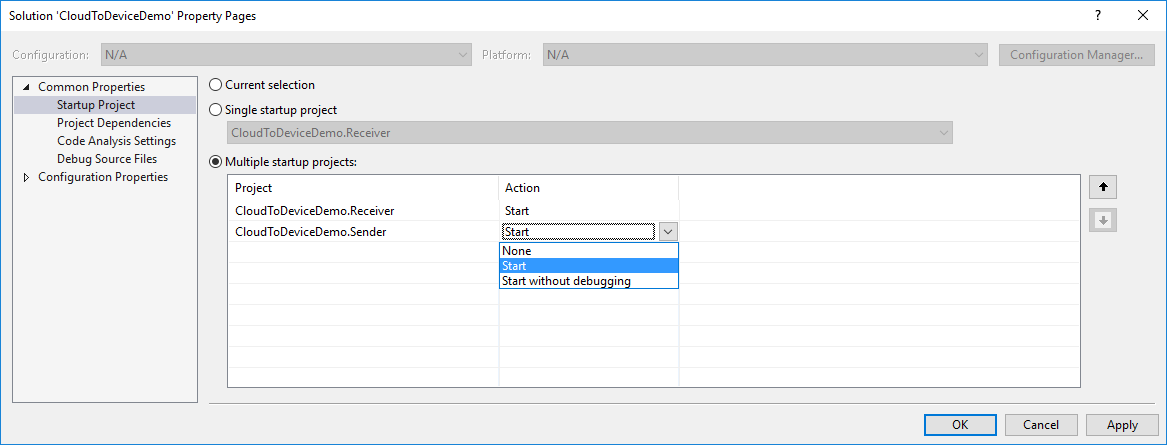 Solution 'CloudToDeviceDemo' Property Pages
?
Configuration: N/A Platform: N/A Configuration Manager...
Common Properties
Startup Project
Project Dependencies
Code Analysis Settings
Debug Source Files
Configuration Properties
Current selection
Single startup project
CloudToDeviceDemo.Receiver
Multiple startup projects:
Project Action
CloudToDeviceDemo.Receiver Start
CloudToDeviceDemo.Sender Start
None
Start
Start without debugging
OK Cancel Apply